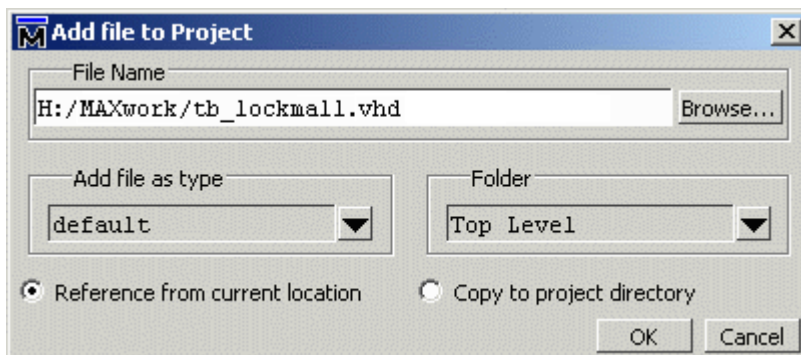 M Add file to Project
File Name
H:/MAXwork/tb_lockmall.vhd Browse...
Add file as type Folder
default Top Level
Reference from current location Copy to project directory
OK Cancel